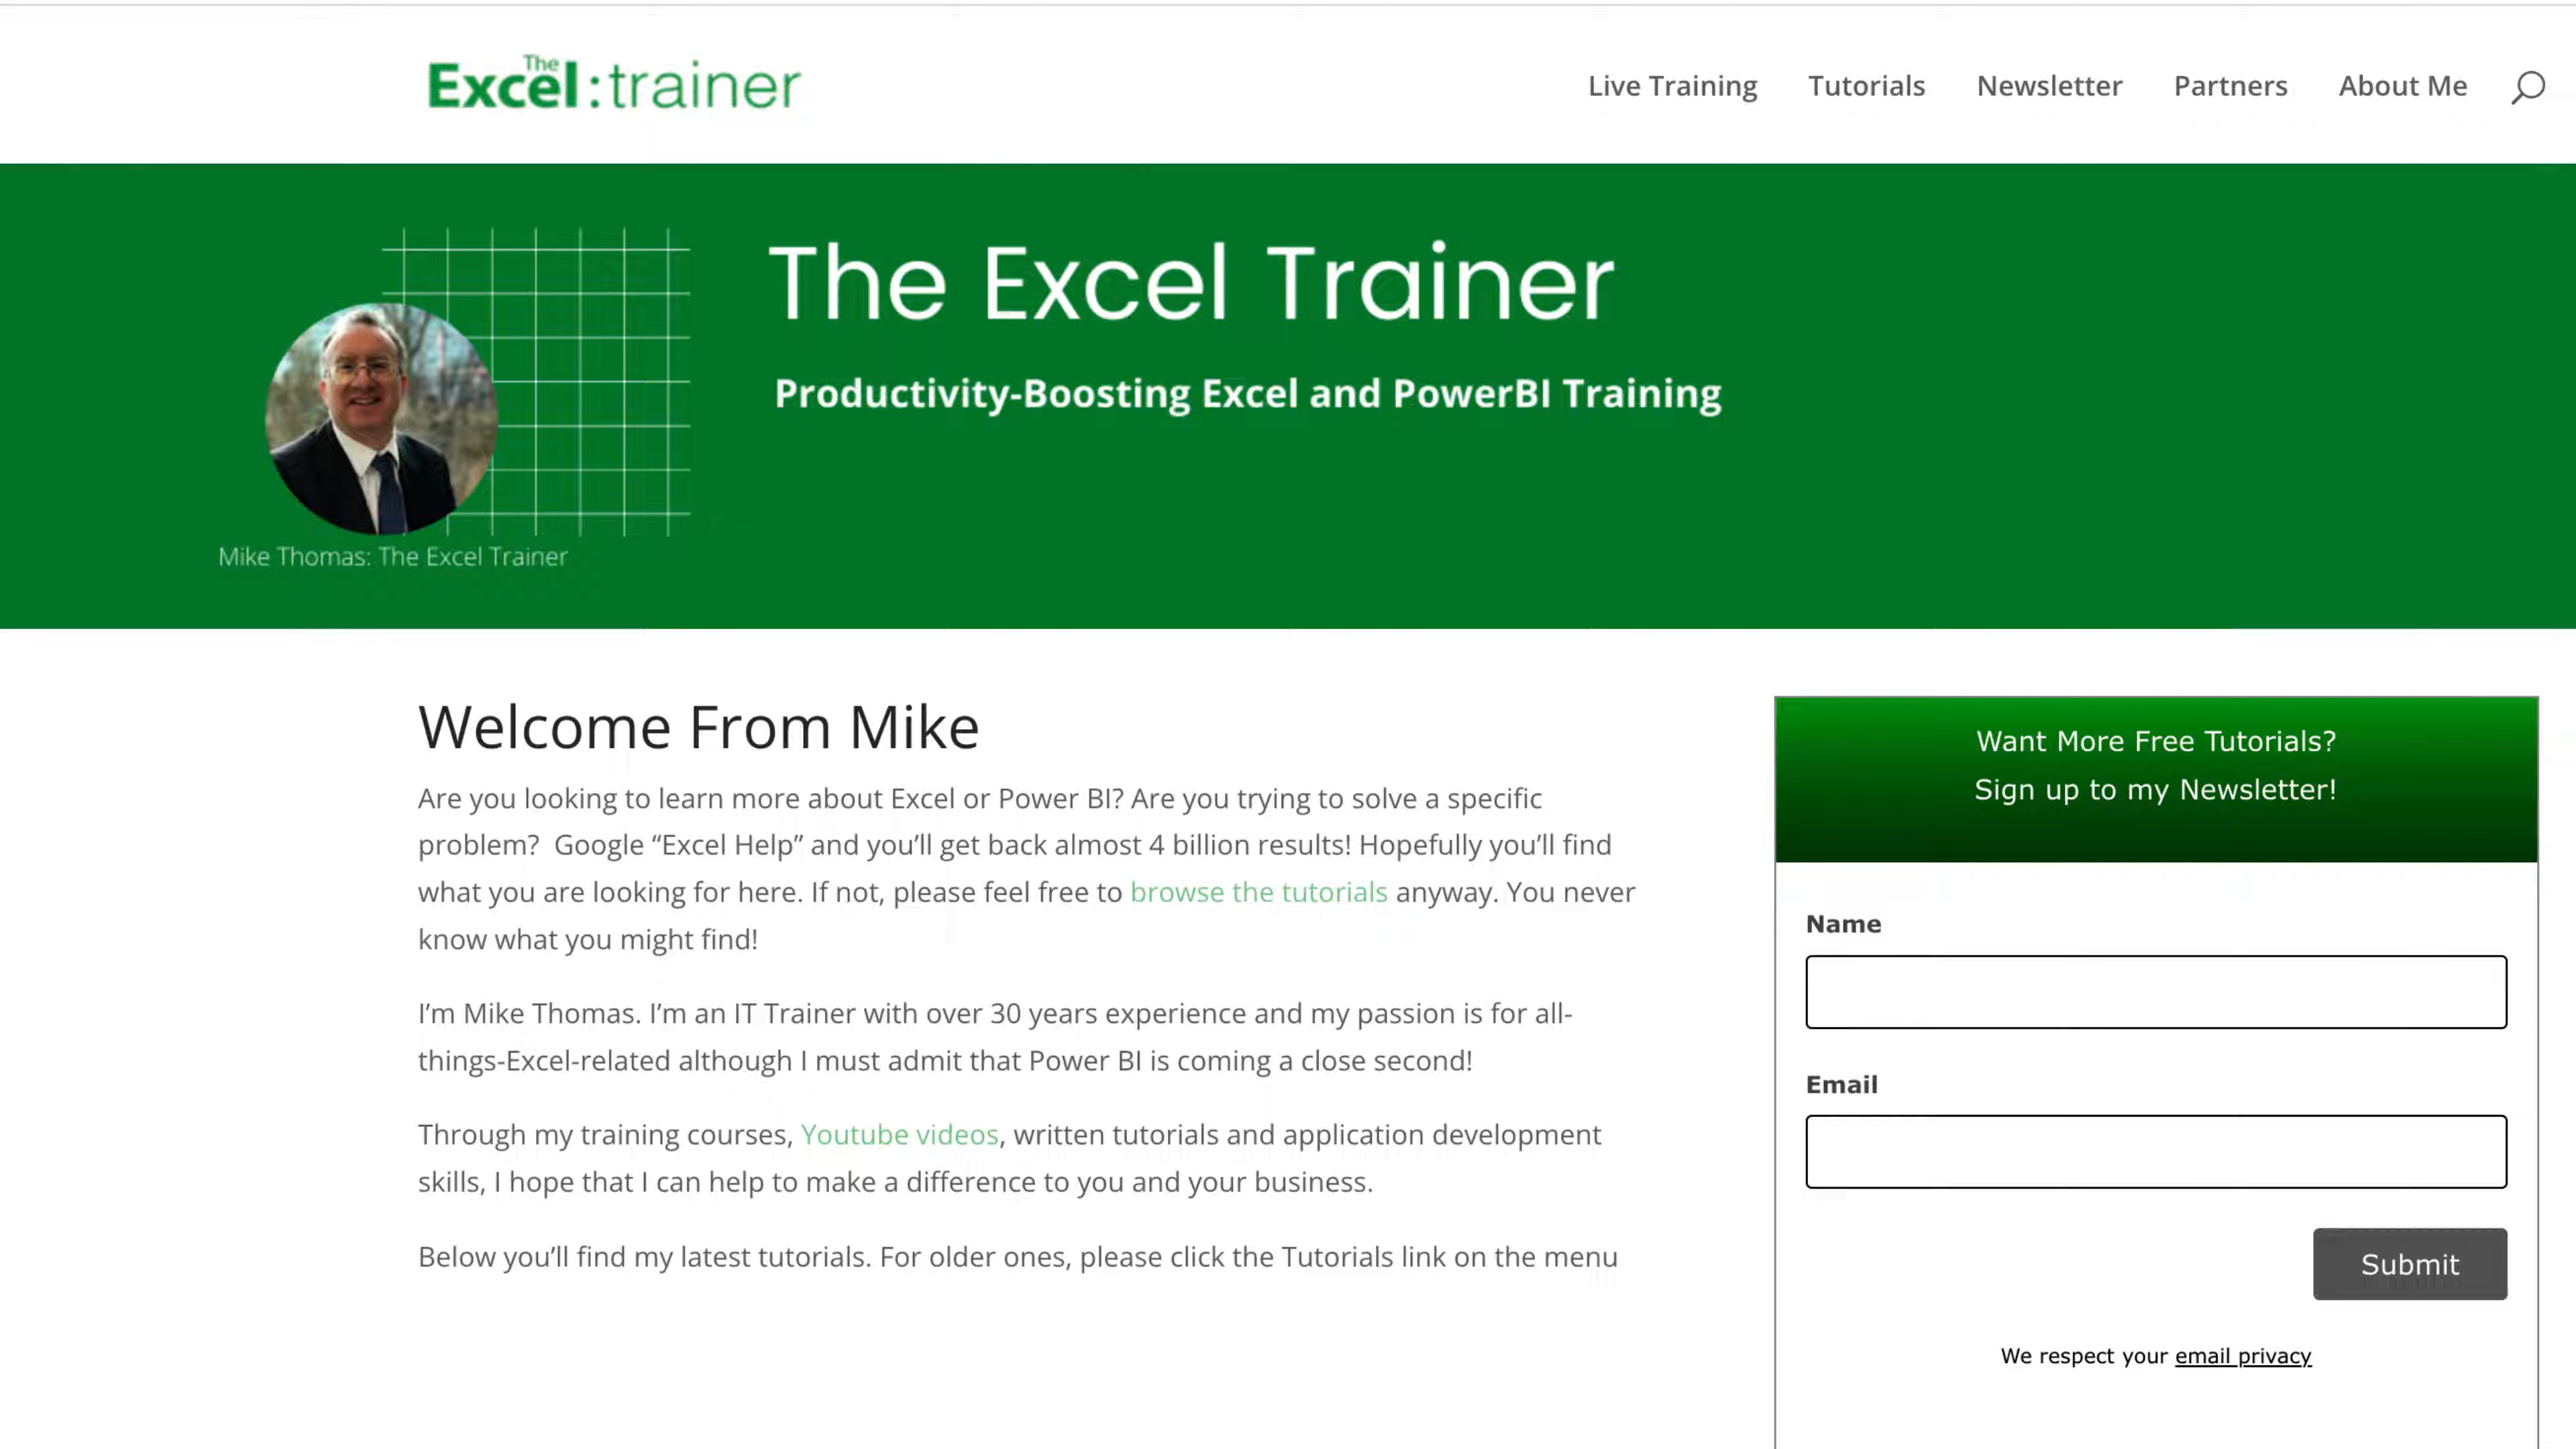 The
Excel:trainer
Live Training
Tutorials
Newsletter
Partners
About Me
The Excel Trainer
Productivity-Boosting Excel and PowerBI Training
Mike Thomas: The Excel Trainer
Welcome From Mike
Are you looking to learn more about Excel or Power BI? Are you trying to solve a specific
problem?  Google “Excel Help” and you’ll get back almost 4 billion results! Hopefully you’ll find
what you are looking for here. If not, please feel free to browse the tutorials anyway. You never
know what you might find!
I’m Mike Thomas. I’m an IT Trainer with over 30 years experience and my passion is for all-
things-Excel-related although I must admit that Power BI is coming a close second!
Through my training courses, Youtube videos, written tutorials and application development
skills, I hope that I can help to make a difference to you and your business.
Below you’ll find my latest tutorials. For older ones, please click the Tutorials link on the menu
Want More Free Tutorials?
Sign up to my Newsletter!
Name
Email
Submit
We respect your email privacy